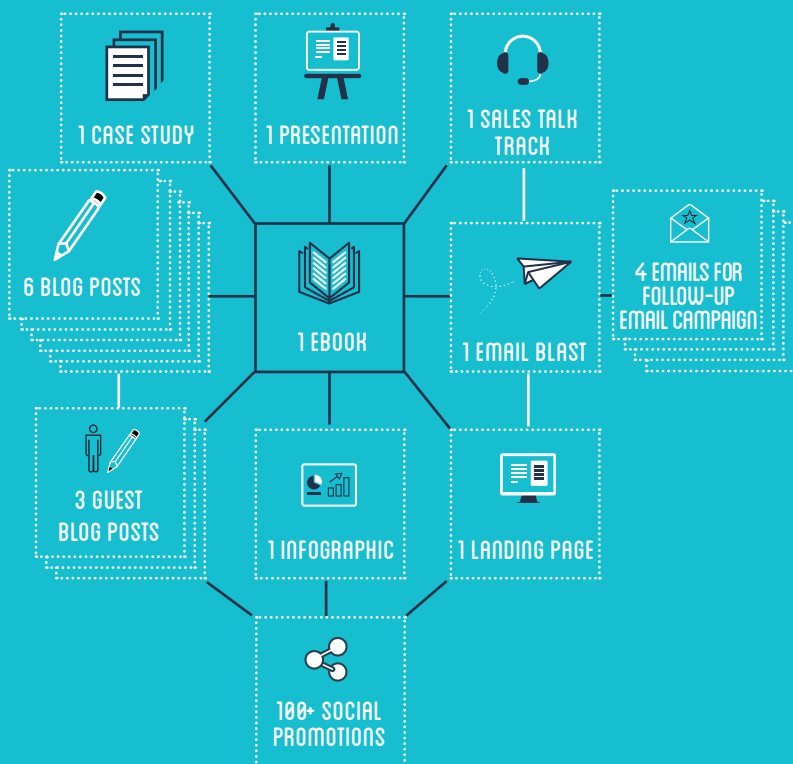 1 CASE STUDY
1 PRESENTATION
1 SALES TALK
TRACK
6 BLOG POSTS
1 EBOOK
1 EMAIL BLAST
4 EMAILS FOR
FOLLOW-UP
EMAIL CAMPAIGN
3 GUEST
BLOG POSTS
1 INFOGRAPHIC
1 LANDING PAGE
100+ SOCIAL
PROMOTIONS